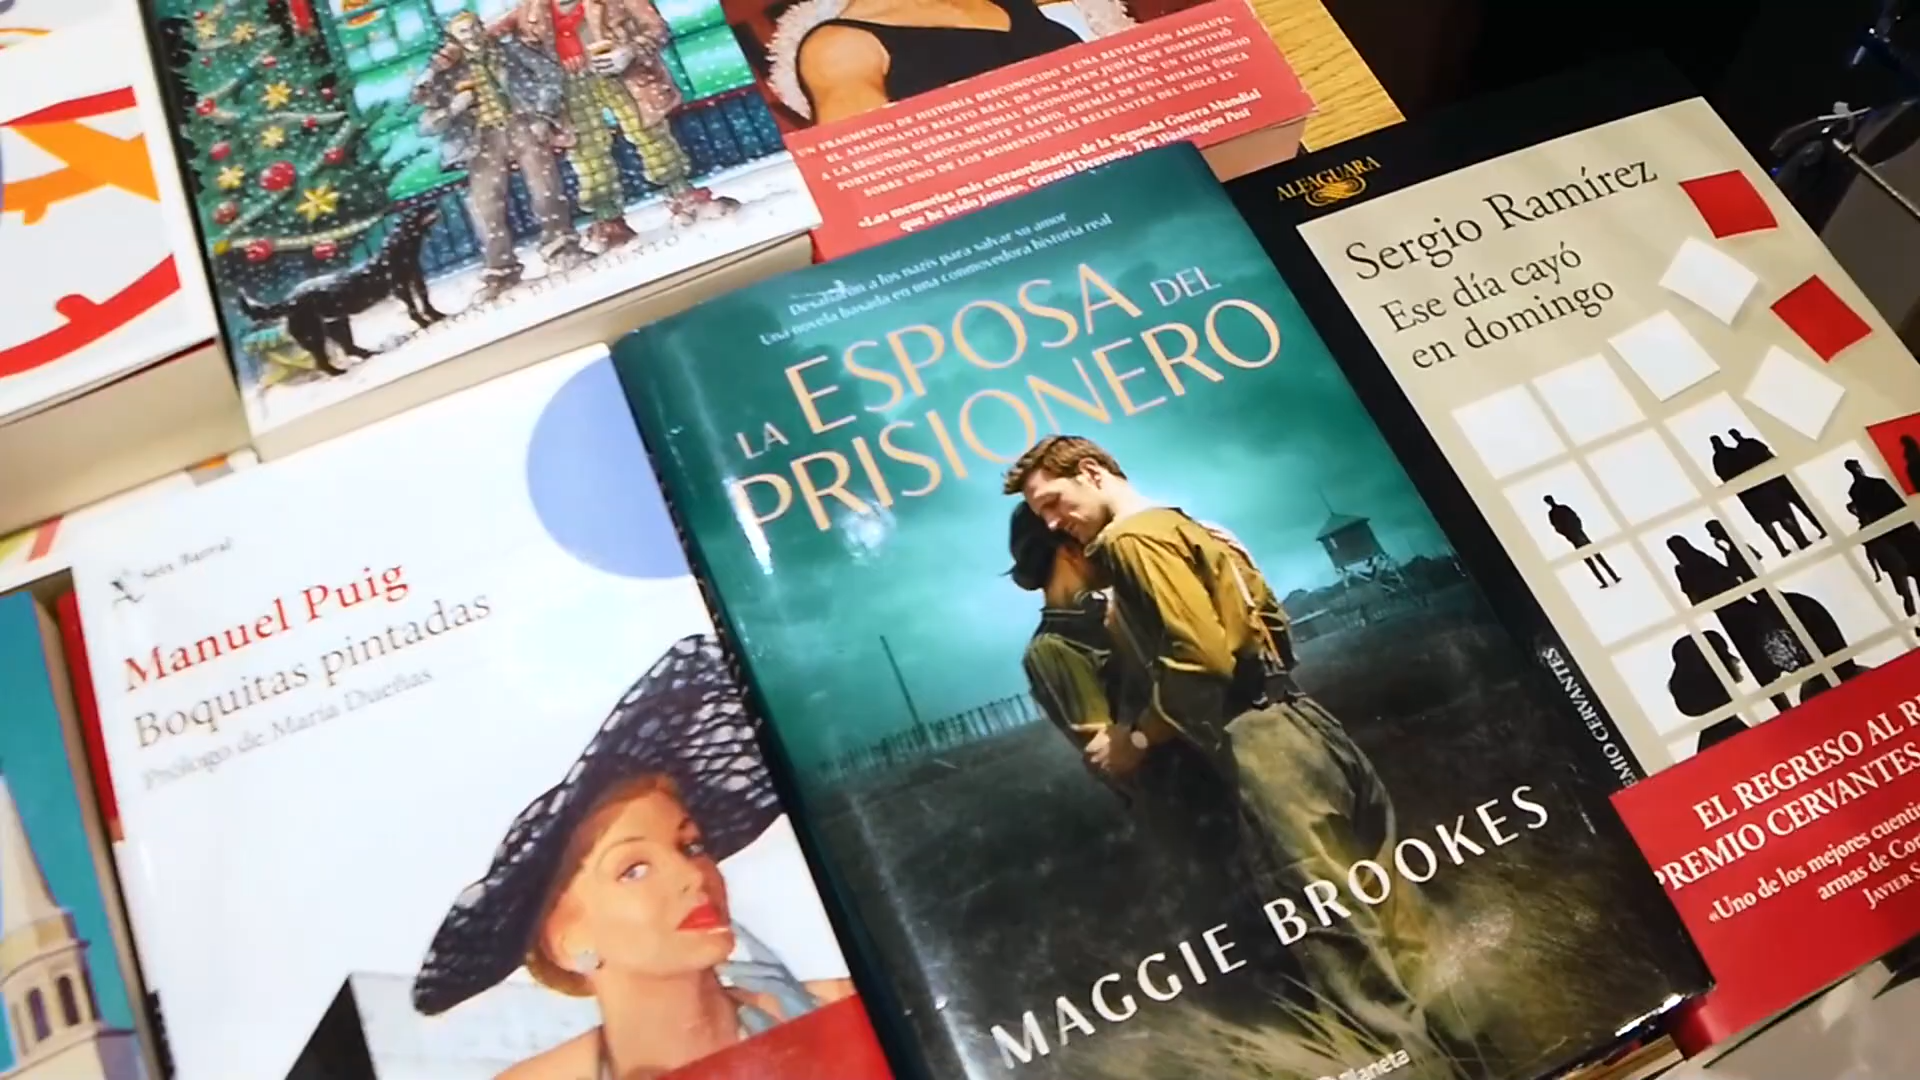 UN FRAGMENTO DE HISTORIA DESCONOCIDO Y UNA REVELACIÓN ABSOLUTA.
EL APASIONANTE RELATO REAL DE UNA JOVEN JUDÍA QUE SOBREVIVIÓ
A LA SEGUNDA GUERRA MUNDIAL ESCONDIDA EN BERLÍN. UN TESTIMONIO
PORTENTOSO, EMOCIONANTE Y SABIO, ADEMÁS DE UNA MIRADA ÚNICA
SOBRE UNO DE LOS MOMENTOS MÁS RELEVANTES DEL SIGLO XX.
«Las memorias más extraordinarias de la Segunda Guerra Mundial
que he leído jamás». Gerard Degroot, The Washington Post
Desafiarán a los nazis para salvar su amor
Una novela basada en una conmovedora historia real
LA ESPOSA DEL
PRISIONERO
MAGGIE BROOKES
Planeta
ALFAGUARA
Sergio Ramírez
Ese día cayó
en domingo
CERVANTES
EL REGRESO AL
PREMIO CERVANTES
«Uno de los mejores
armas de
Seix Barral
Manuel Puig
Boquitas pintadas
Prólogo de María Dueñas